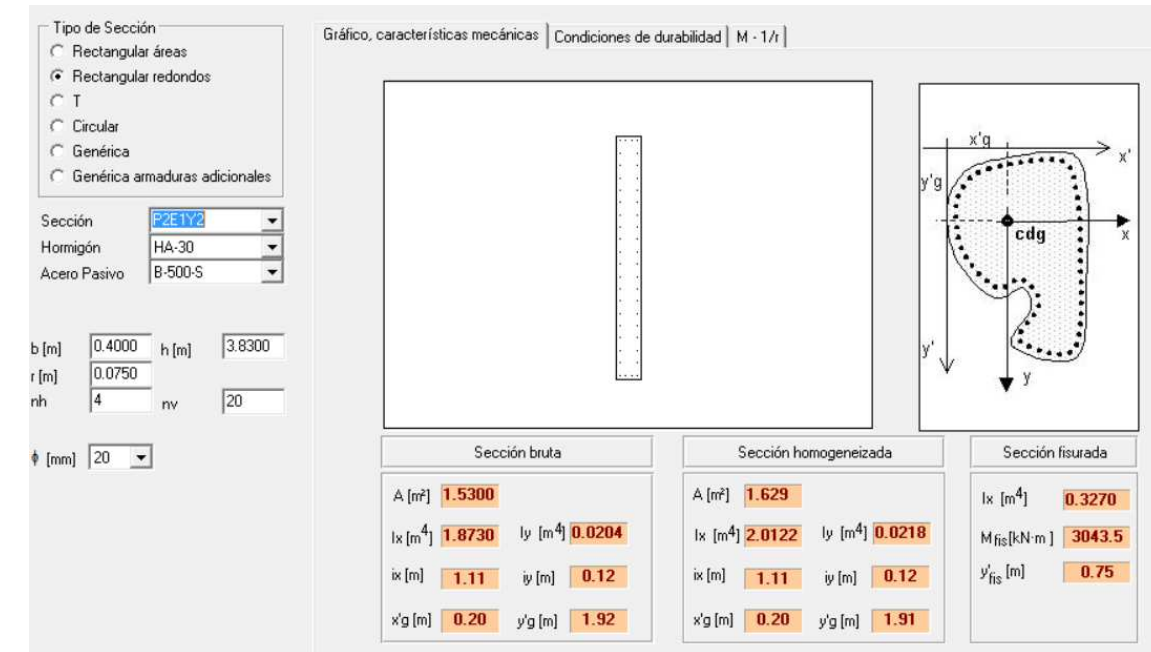 Tipo de Sección
Rectangular áreas
Rectangular redondos
T
Circular
Genérica
Genérica armaduras adicionales
Sección P2E1Y2
Hormigón HA-30
Acero Pasivo B-500-S
b [m] 0.4000 h [m] 3.8300
r [m] 0.0750
nh 4 nv 20
ϕ [mm] 20
Gráfico, características mecánicas Condiciones de durabilidad M - 1/r
x'g x'
y'g
cdg x
y'
y
Sección bruta
A [m²] 1.5300
Ix [m4] 1.8730 Iy [m4] 0.0204
ix [m] 1.11 iy [m] 0.12
x'g [m] 0.20 y'g [m] 1.92
Sección homogeneizada
A [m²] 1.629
Ix [m4] 2.0122 Iy [m4] 0.0218
ix [m] 1.11 iy [m] 0.12
x'g [m] 0.20 y'g [m] 1.91
Sección fisurada
Ix [m4] 0.3270
Mfis[kN·m ] 3043.5
y'fis [m] 0.75